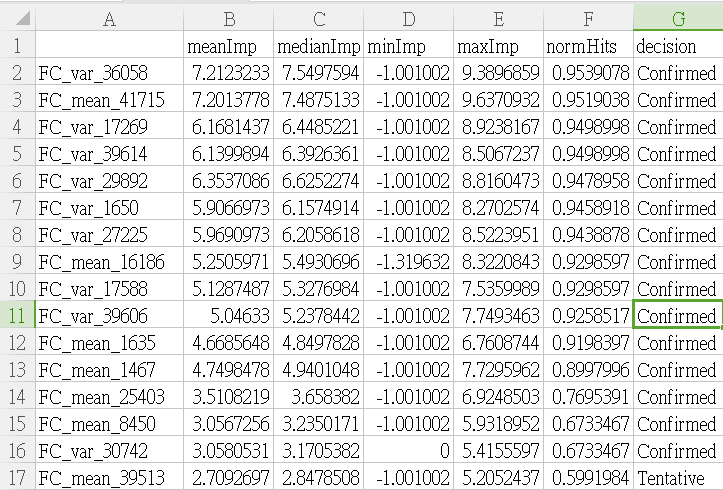 A B C D E F G
1 meanImp medianImp minImp maxImp normHits decision
2 FC_var_36058 7.2123233 7.5497594 -1.001002 9.3896859 0.9539078 Confirmed
3 FC_mean_41715 7.2013778 7.4875133 -1.001002 9.6370932 0.9519038 Confirmed
4 FC_var_17269 6.1681437 6.4485221 -1.001002 8.9238167 0.9498998 Confirmed
5 FC_var_39614 6.1399894 6.3926361 -1.001002 8.5067237 0.9498998 Confirmed
6 FC_var_29892 6.3537086 6.6252274 -1.001002 8.8160473 0.9478958 Confirmed
7 FC_var_1650 5.9066973 6.1574914 -1.001002 8.2702574 0.9458918 Confirmed
8 FC_var_27225 5.9690973 6.2058618 -1.001002 8.5223951 0.9438878 Confirmed
9 FC_mean_16186 5.2505971 5.4930696 -1.319632 8.3220843 0.9298597 Confirmed
10 FC_var_17588 5.1287487 5.3276984 -1.001002 7.5359989 0.9298597 Confirmed
11 FC_var_39606 5.04633 5.2378442 -1.001002 7.7493463 0.9258517 Confirmed
12 FC_mean_1635 4.6685648 4.8497828 -1.001002 6.7608744 0.9198397 Confirmed
13 FC_mean_1467 4.7498478 4.9401048 -1.001002 7.7295962 0.8997996 Confirmed
14 FC_mean_25403 3.5108219 3.658382 -1.001002 6.9248503 0.7695391 Confirmed
15 FC_mean_8450 3.0567256 3.2350171 -1.001002 5.9318952 0.6733467 Confirmed
16 FC_var_30742 3.0580531 3.1705382 0 5.4155597 0.6733467 Confirmed
17 FC_mean_39513 2.7092697 2.8478508 -1.001002 5.2052437 0.5991984 Tentative